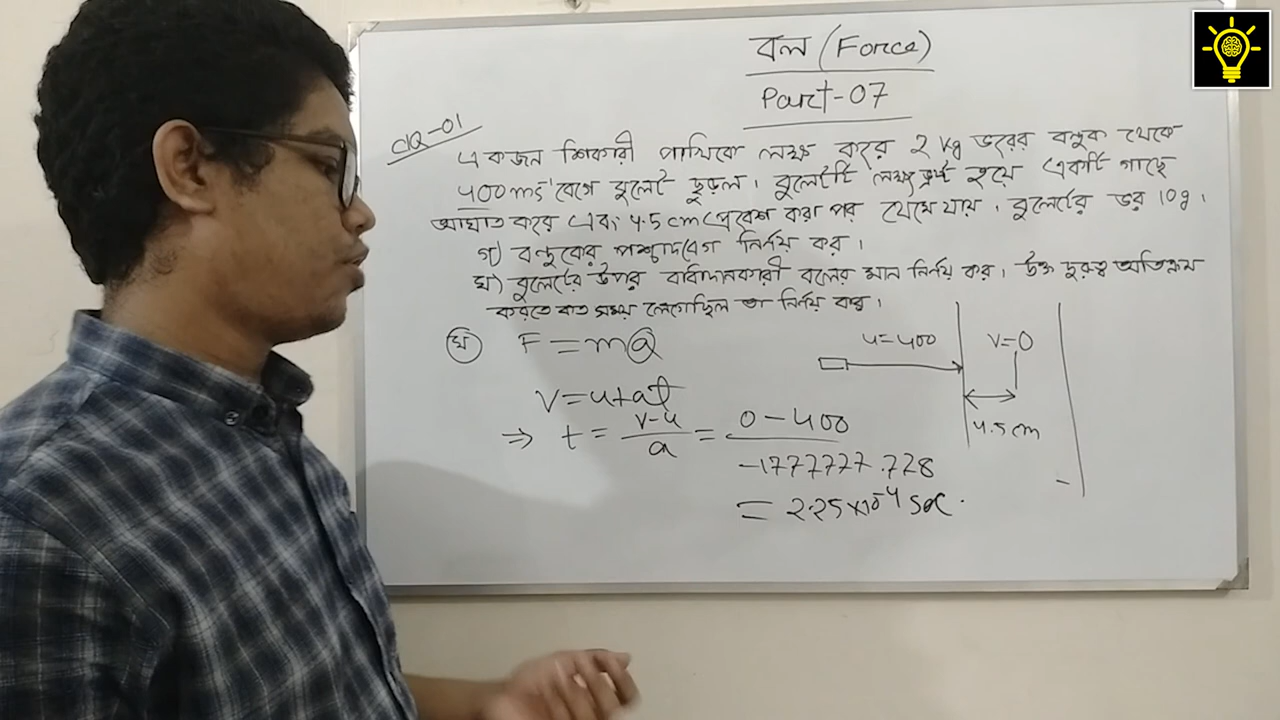 বল (Force)
Part-07
CQ-01
একজন শিকারী পাখিকে লক্ষ্য করে 2 kg ভরের বন্দুক থেকে
400 ms⁻¹ বেগে বুলেট ছুড়ল। বুলেটটি লক্ষ্যভ্রষ্ট হয়ে একটি গাছে
আঘাত করে এবং 4.5 cm প্রবেশ করার পর থেমে যায়। বুলেটের ভর 10g।
গ) বন্দুকের পশ্চাদবেগ নির্ণয় কর।
ঘ) বুলেটের উপর বাধাদানকারী বলের মান নির্ণয় কর। উক্ত দুরুত্ব অতিক্রম
করতে কত সময় লেগেছিল তা নির্ণয় কর।
ঘ F = ma
u=400 v=0
v = u+at
⇒ t = v-u/a = 0-400/-1777777.778
4.5 cm
= 2.25×10⁻⁴ sec.